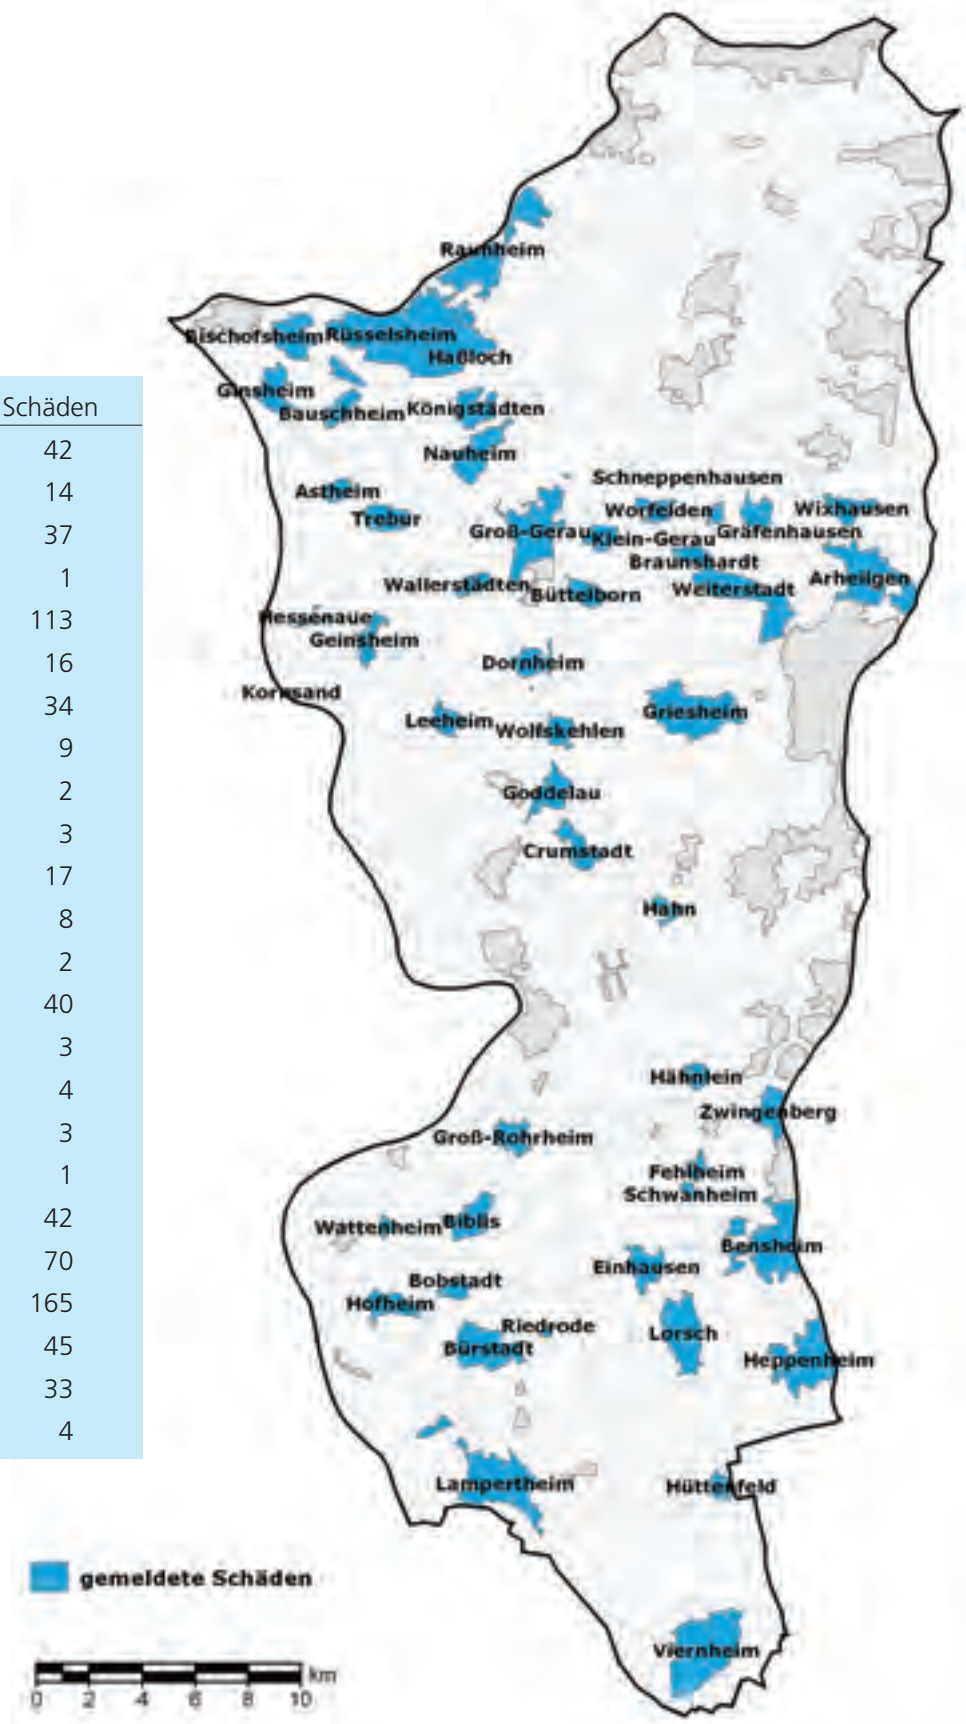 Schäden
42
14
37
1
113
16
34
9
2
3
17
8
2
40
3
4
3
1
42
70
165
45
33
4
Raunheim
Bischofsheim
Rüsselsheim
Haßloch
Ginsheim
Bauschheim
Königstädten
Nauheim
Astheim
Trebur
Schneppenhausen
Worfelden
Wixhausen
Groß-Gerau
Klein-Gerau
Gräfenhausen
Braunshardt
Wallerstädten
Büttelborn
Weiterstadt
Arheilgen
Hessenaue
Geinsheim
Dornheim
Kornsand
Leeheim
Wolfskehlen
Griesheim
Goddelau
Crumstadt
Hahn
Hähnlein
Zwingenberg
Groß-Rohrheim
Fehlheim
Schwanheim
Wattenheim
Biblis
Bensheim
Einhausen
Bobstadt
Hofheim
Riedrode
Bürstadt
Lorsch
Heppenheim
Lampertheim
Hüttenfeld
Viernheim
gemeldete Schäden
km
0 2 4 6 8 10